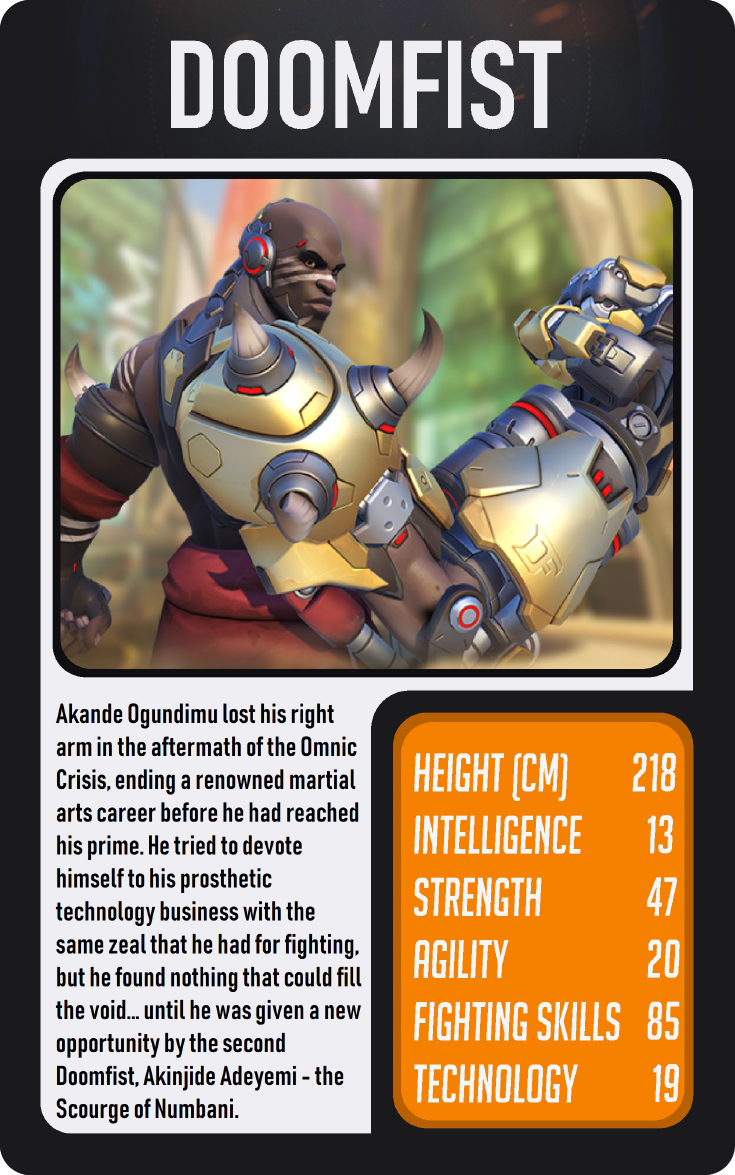 DOOMFIST
DF
Akande Ogundimu lost his right
arm in the aftermath of the Omnic
Crisis, ending a renowned martial
arts career before he had reached
his prime. He tried to devote
himself to his prosthetic
technology business with the
same zeal that he had for fighting,
but he found nothing that could fill
the void... until he was given a new
opportunity by the second
Doomfist, Akinjide Adeyemi - the
Scourge of Numbani.
HEIGHT (CM) 218
INTELLIGENCE 13
STRENGTH 47
AGILITY 20
FIGHTING SKILLS 85
TECHNOLOGY 19